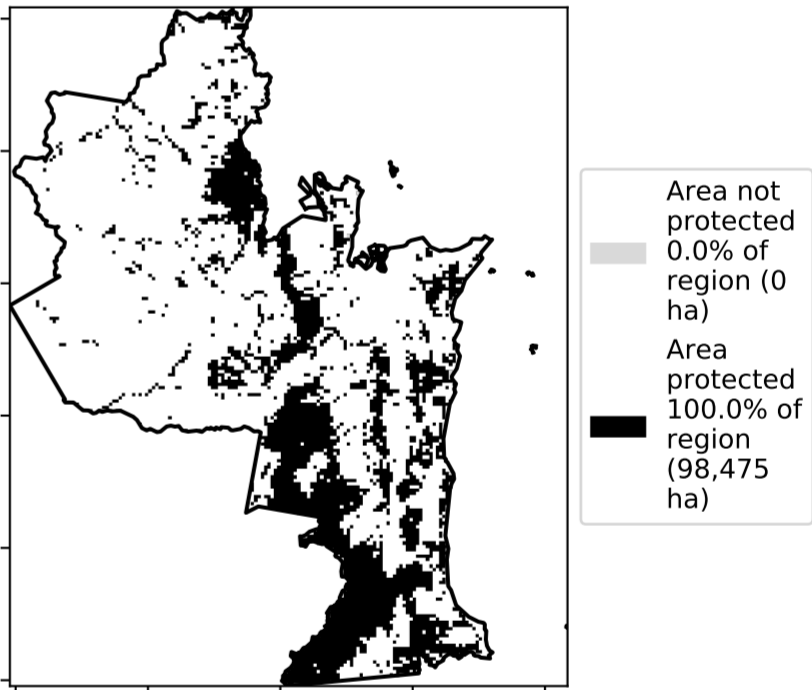 Area not
protected
0.0% of
region (0
ha)
Area
protected
100.0% of
region
(98,475
ha)